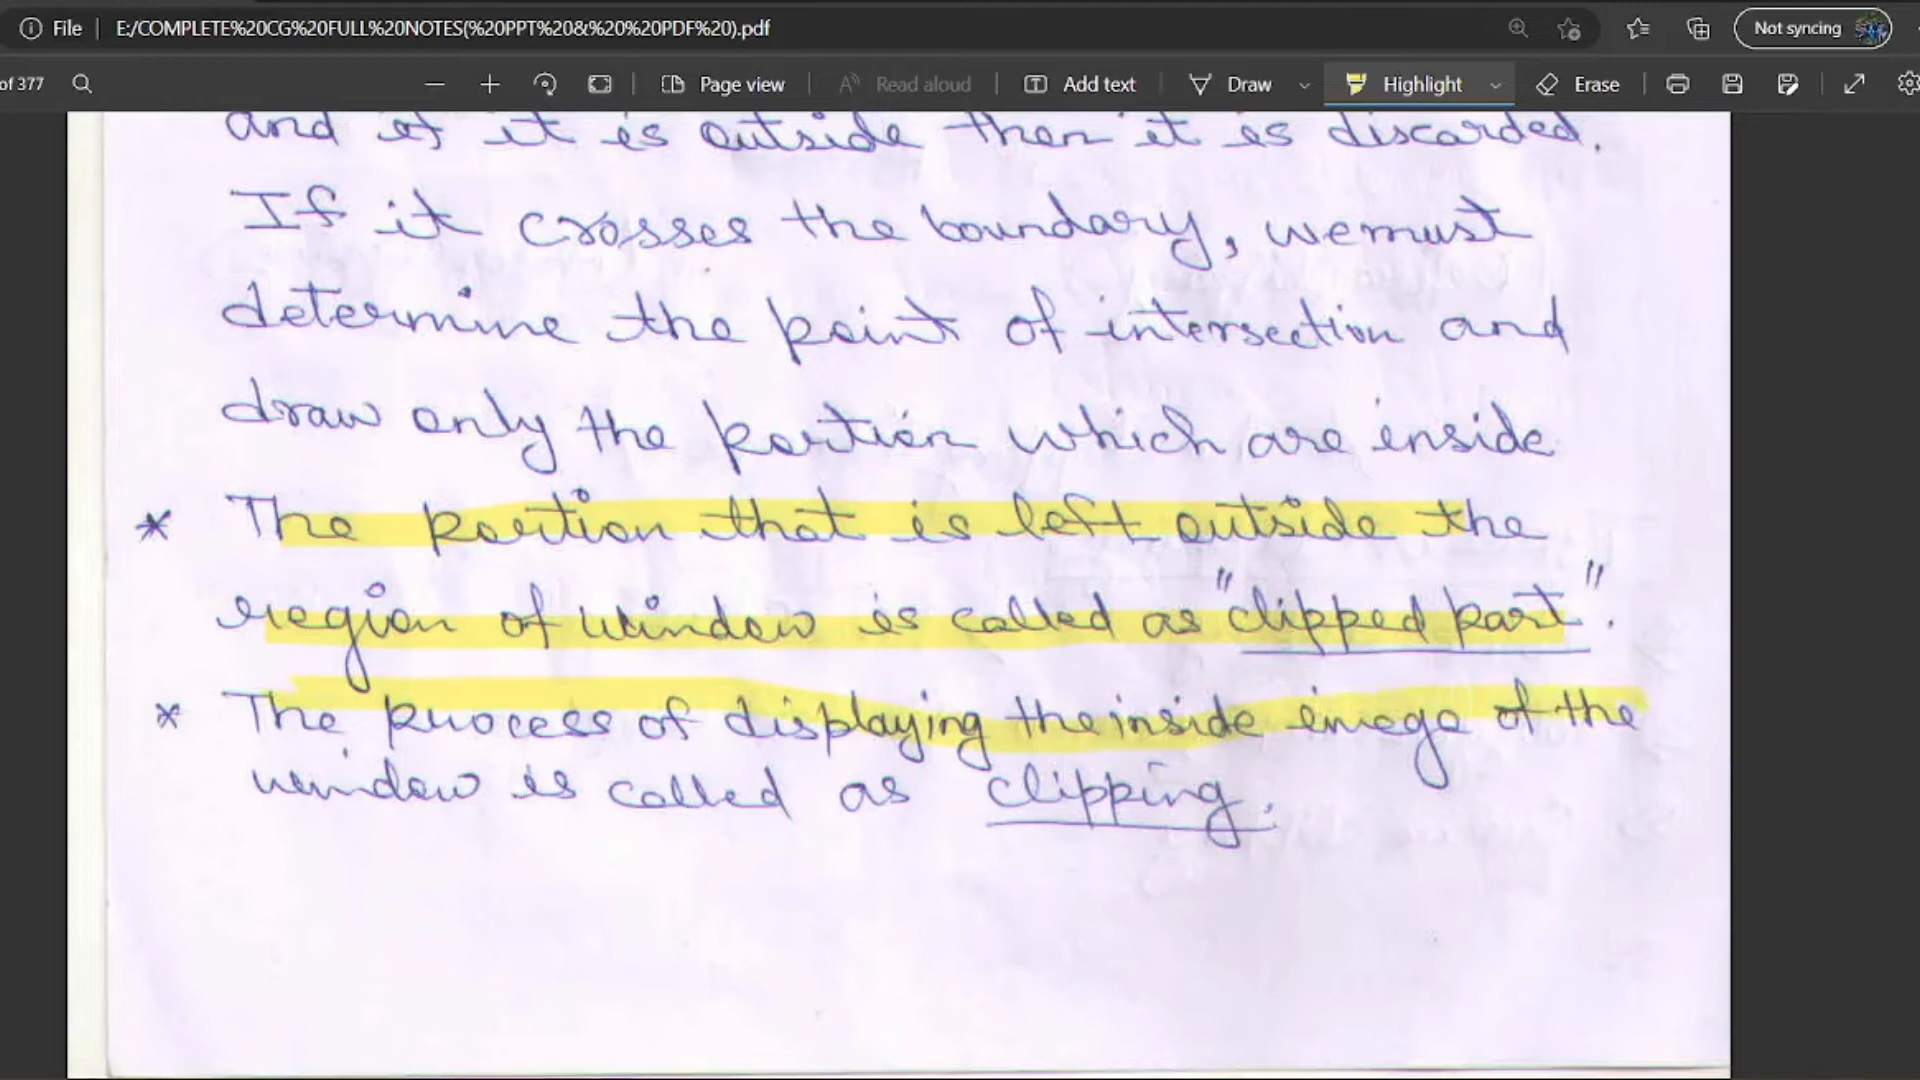 File E:/COMPLETE%20CG%20FULL%20NOTES(%20PPT%20&%20%20PDF%20).pdf Not syncing
of 377 Page view Read aloud Add text Draw Highlight Erase
and if it is outside then it is discarded.
If it crosses the boundary, we must
determine the point of intersection and
draw only the portion which are inside
* The portion that is left outside the
region of window is called as "clipped part".
* The process of displaying the inside image of the
window is called as clipping.